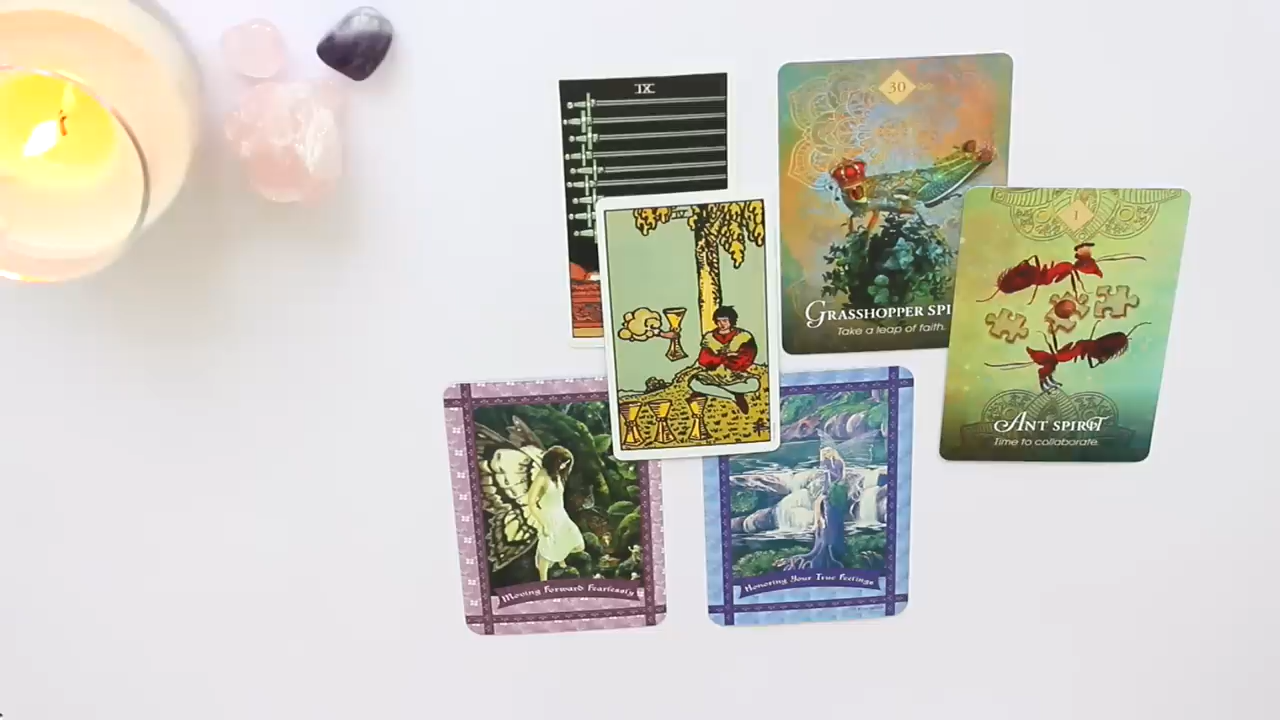 IX
30
GRASSHOPPER SPI
Take a leap of faith.
1
ANT SPIRIT
Time to collaborate.
IV
Moving Forward Fearlessly
Honoring Your True Feelings